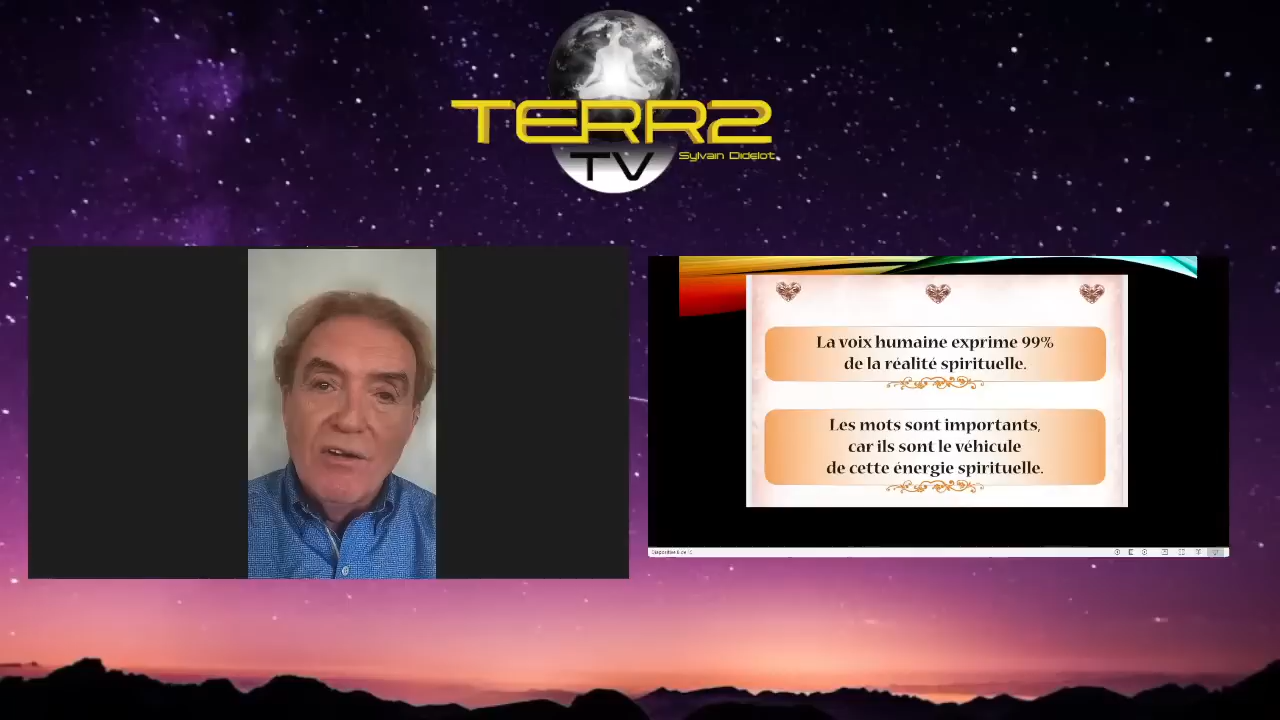 TERR2
TV
Sylvain Didelot
La voix humaine exprime 99%
de la réalité spirituelle.
Les mots sont importants,
car ils sont le véhicule
de cette énergie spirituelle.